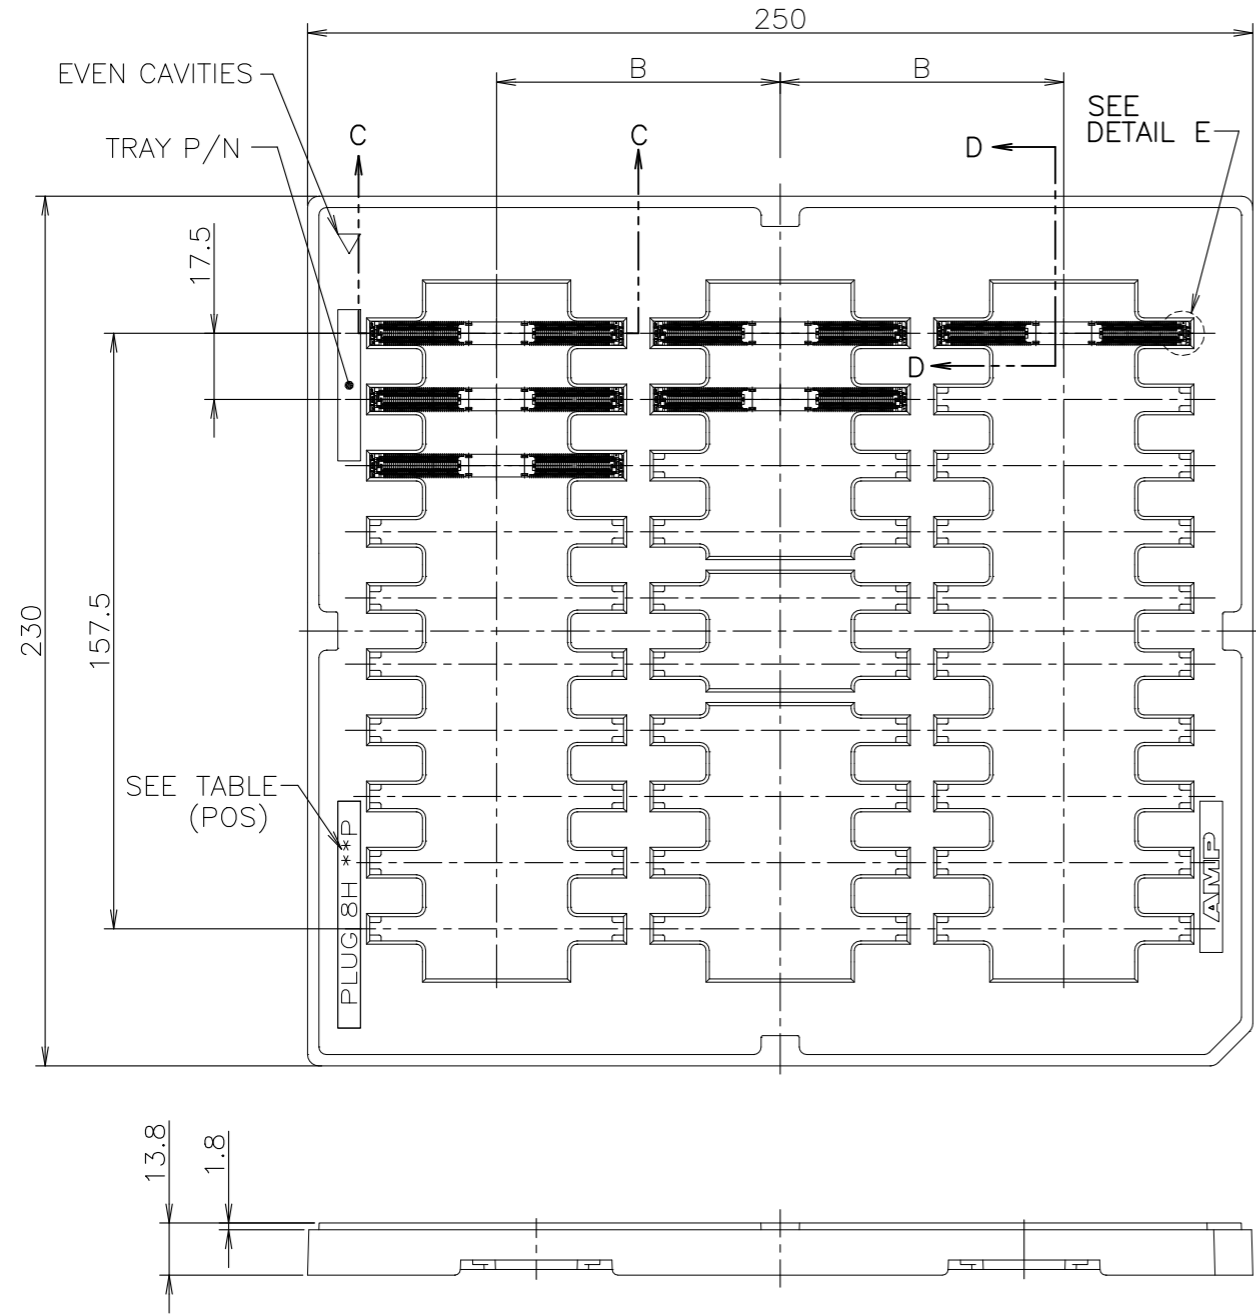 250
B
B
EVEN CAVITIES
SEE
DETAIL E
TRAY P/N
C
C
D
17.5
D
230
157.5
SEE TABLE
(POS)
PLUG 8H **P
AMP
13.8
1.8